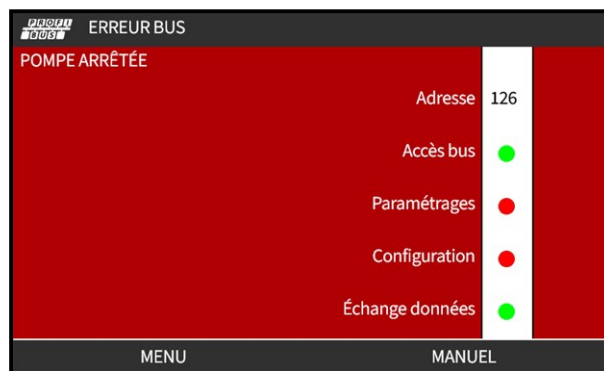 PROFI
BUS
ERREUR BUS
POMPE ARRÊTÉE
Adresse 126
Accès bus
Paramétrages
Configuration
Échange données
MENU MANUEL